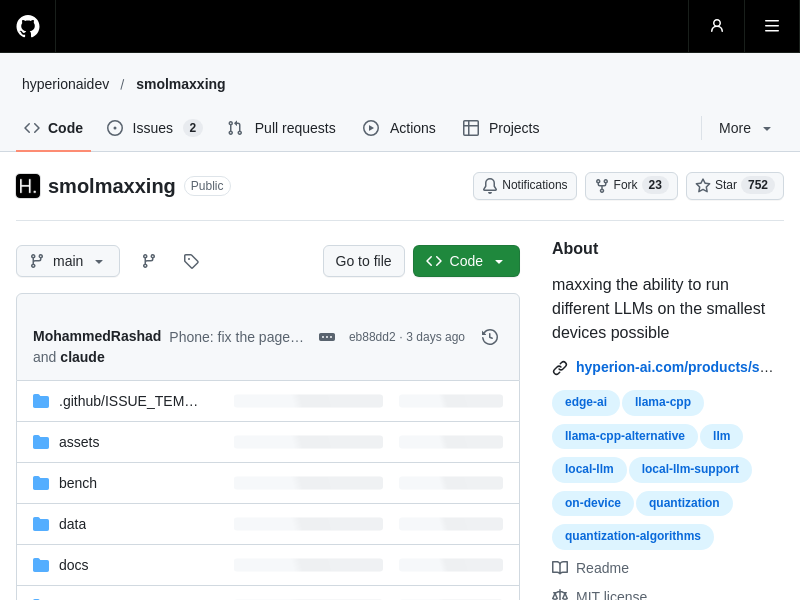 hyperionaidev / smolmaxxing
Code
Issues 2
Pull requests
Actions
Projects
More
H. smolmaxxing Public
Notifications
Fork 23
Star 752
main
Go to file
Code
MohammedRashad and claude
Phone: fix the page…
eb88dd2 · 3 days ago
.github/ISSUE_TEM…
assets
bench
data
docs
About
maxxing the ability to run
different LLMs on the smallest
devices possible
hyperion-ai.com/products/s…
edge-ai llama-cpp
llama-cpp-alternative llm
local-llm local-llm-support
on-device quantization
quantization-algorithms
Readme
MIT license